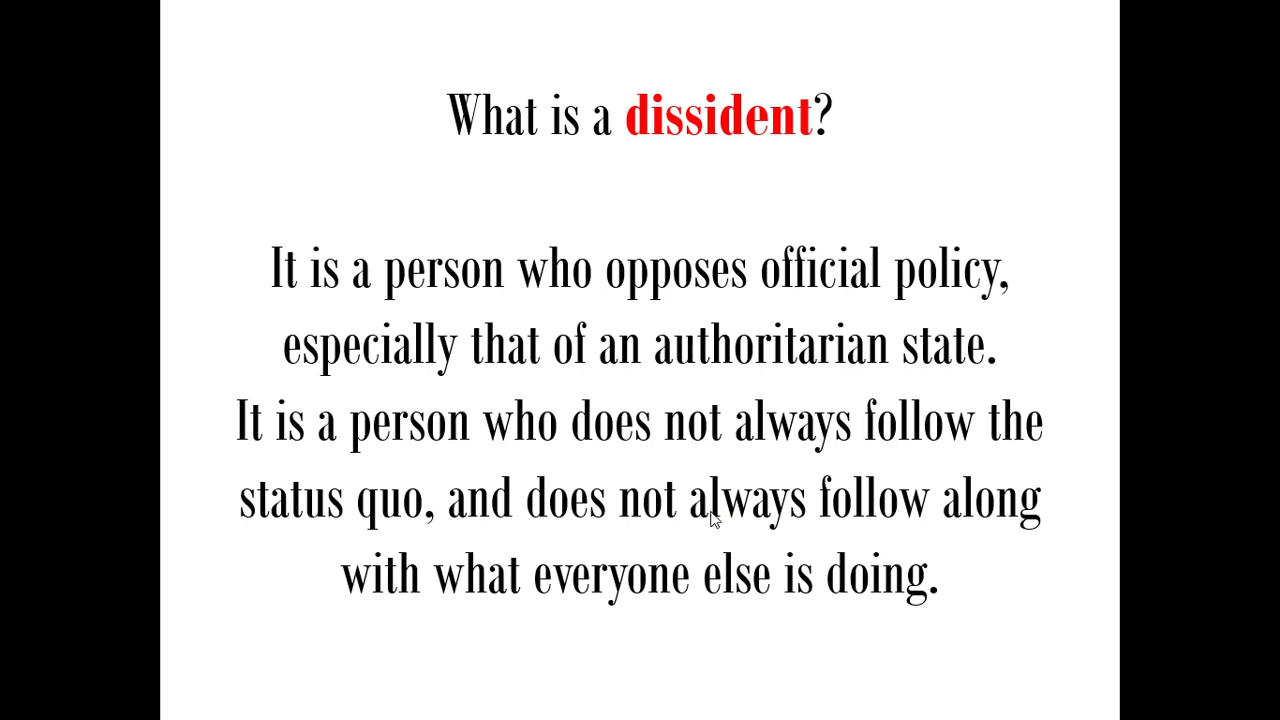 What is a dissident?
It is a person who opposes official policy,
especially that of an authoritarian state.
It is a person who does not always follow the
status quo, and does not always follow along
with what everyone else is doing.